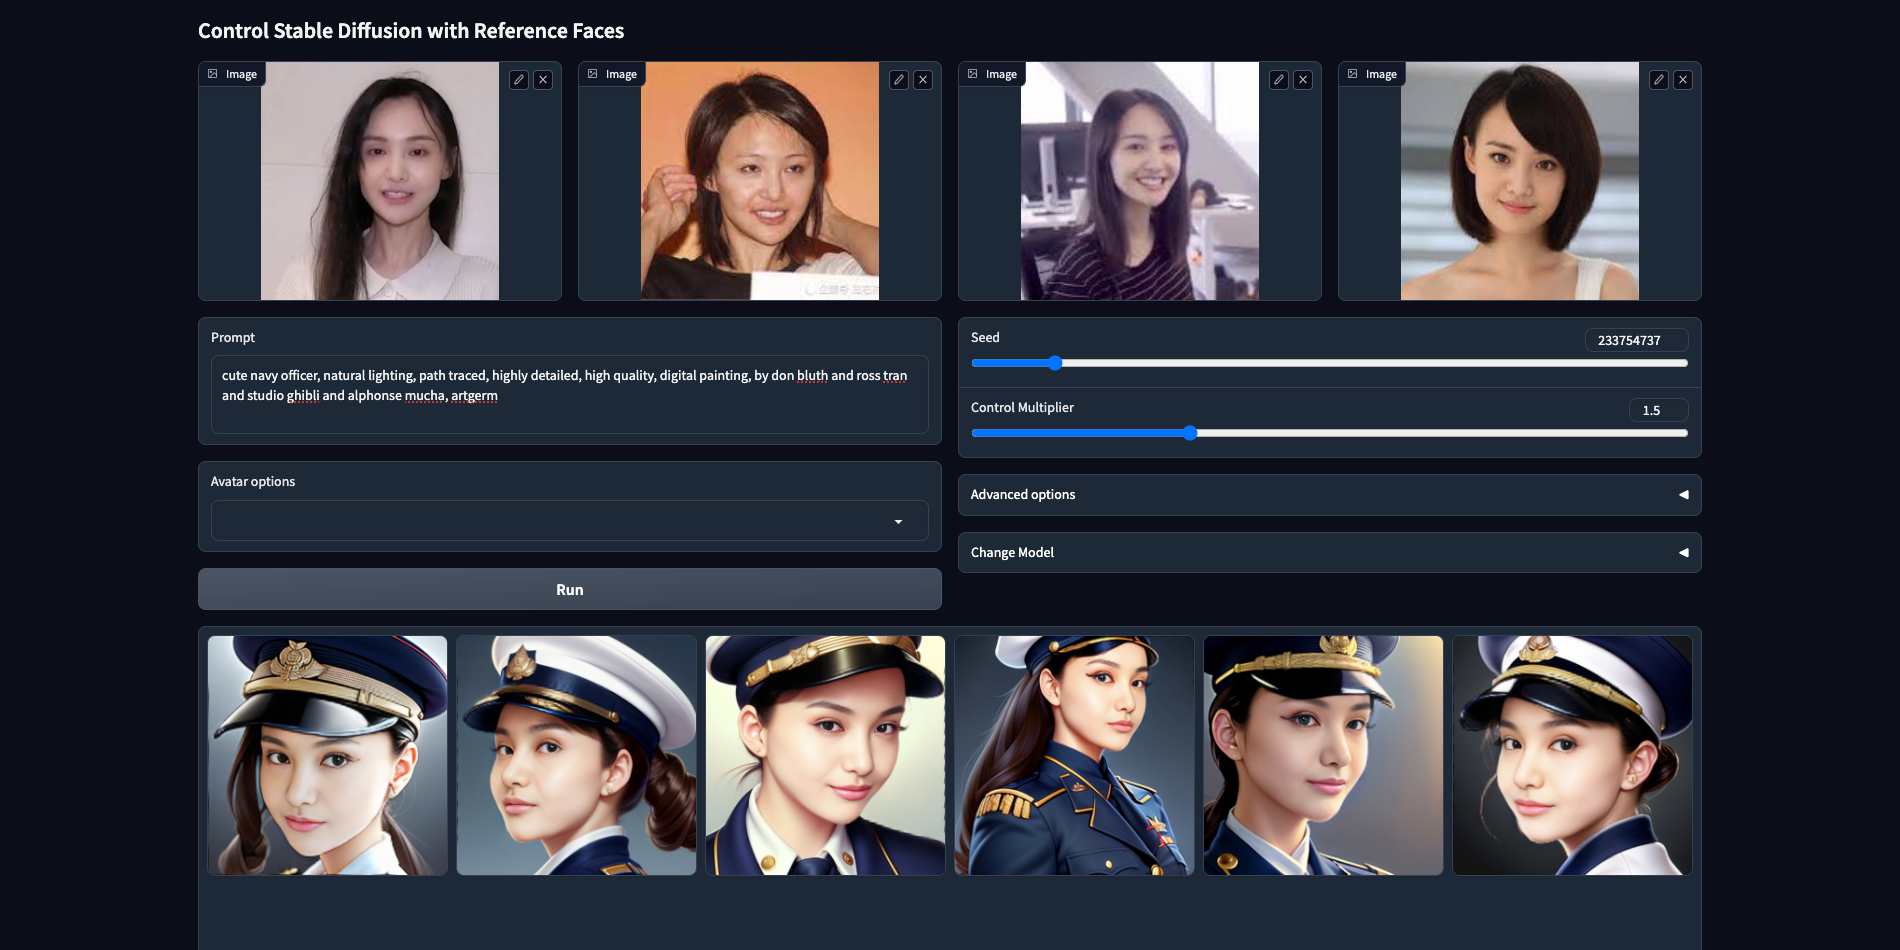 Control Stable Diffusion with Reference Faces
Image
Image
Image
Image
Prompt
cute navy officer, natural lighting, path traced, highly detailed, high quality, digital painting, by don bluth and ross tran
and studio ghibli and alphonse mucha, artgerm
Seed
233754737
Control Multiplier
1.5
Avatar options
Advanced options
Change Model
Run